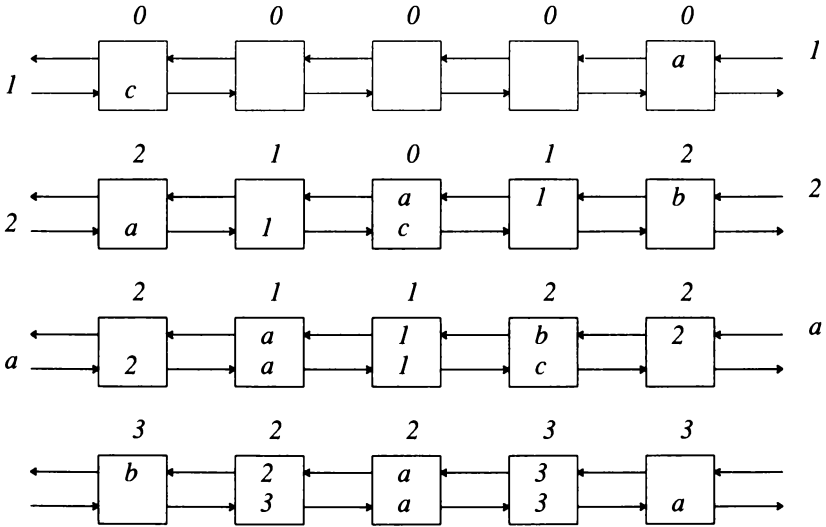 0 0 0 0 0
a 1
1 c
2 1 0 1 2
a 1 b 2
2 a 1 c
2 1 1 2 2
a 1 b 2 a
a 2 a 1 c
3 2 2 3 3
b 2 a 3
3 a 3 a